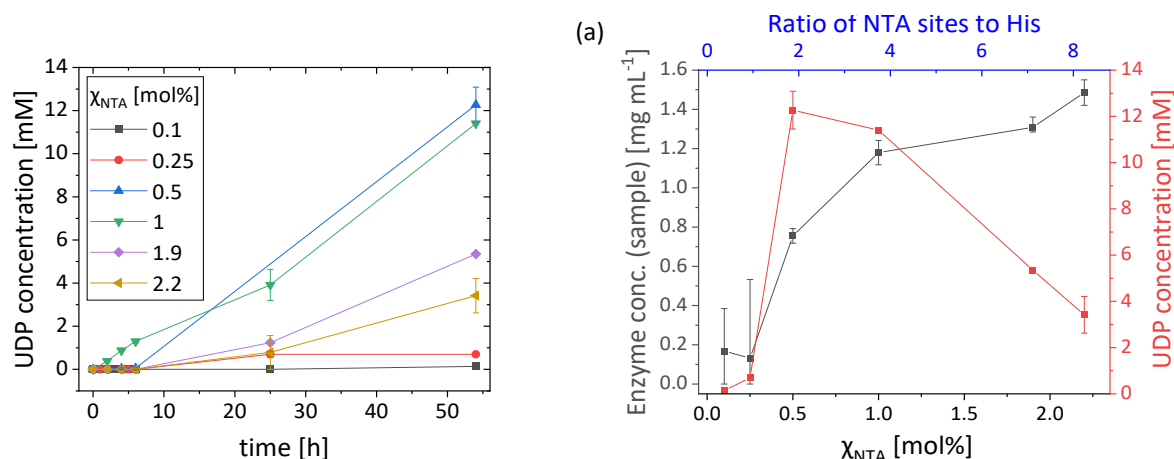 UDP concentration [mM]
14
12
10
8
6
4
2
0
χNTA [mol%]
0.1
0.25
0.5
1
1.9
2.2
0 10 20 30 40 50
time [h]
(a)
Ratio of NTA sites to His
0 2 4 6 8
Enzyme conc. (sample) [mg mL-1]
1.6
1.4
1.2
1.0
0.8
0.6
0.4
0.2
0.0
14
12
10
8
6
4
2
0
UDP concentration [mM]
0.0 0.5 1.0 1.5 2.0
χNTA [mol%]